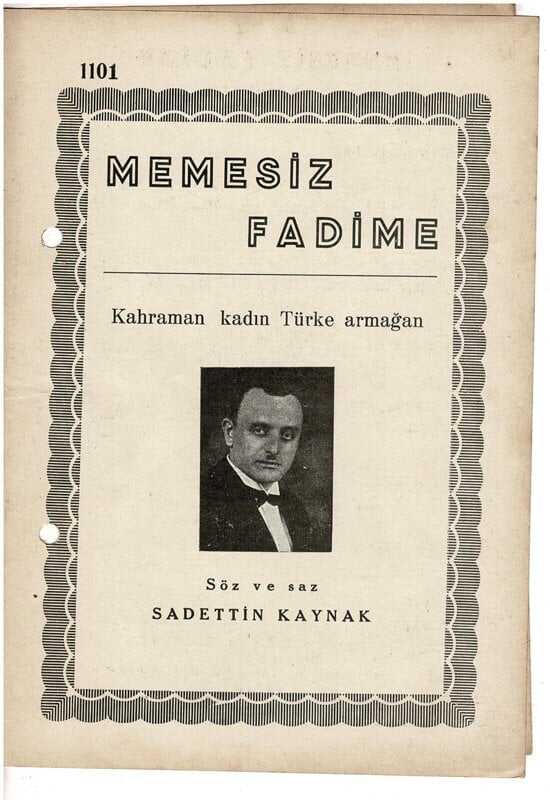 1101
MEMESİZ
FADİME
Kahraman kadın Türke armağan
Söz ve saz
SADETTİN KAYNAK